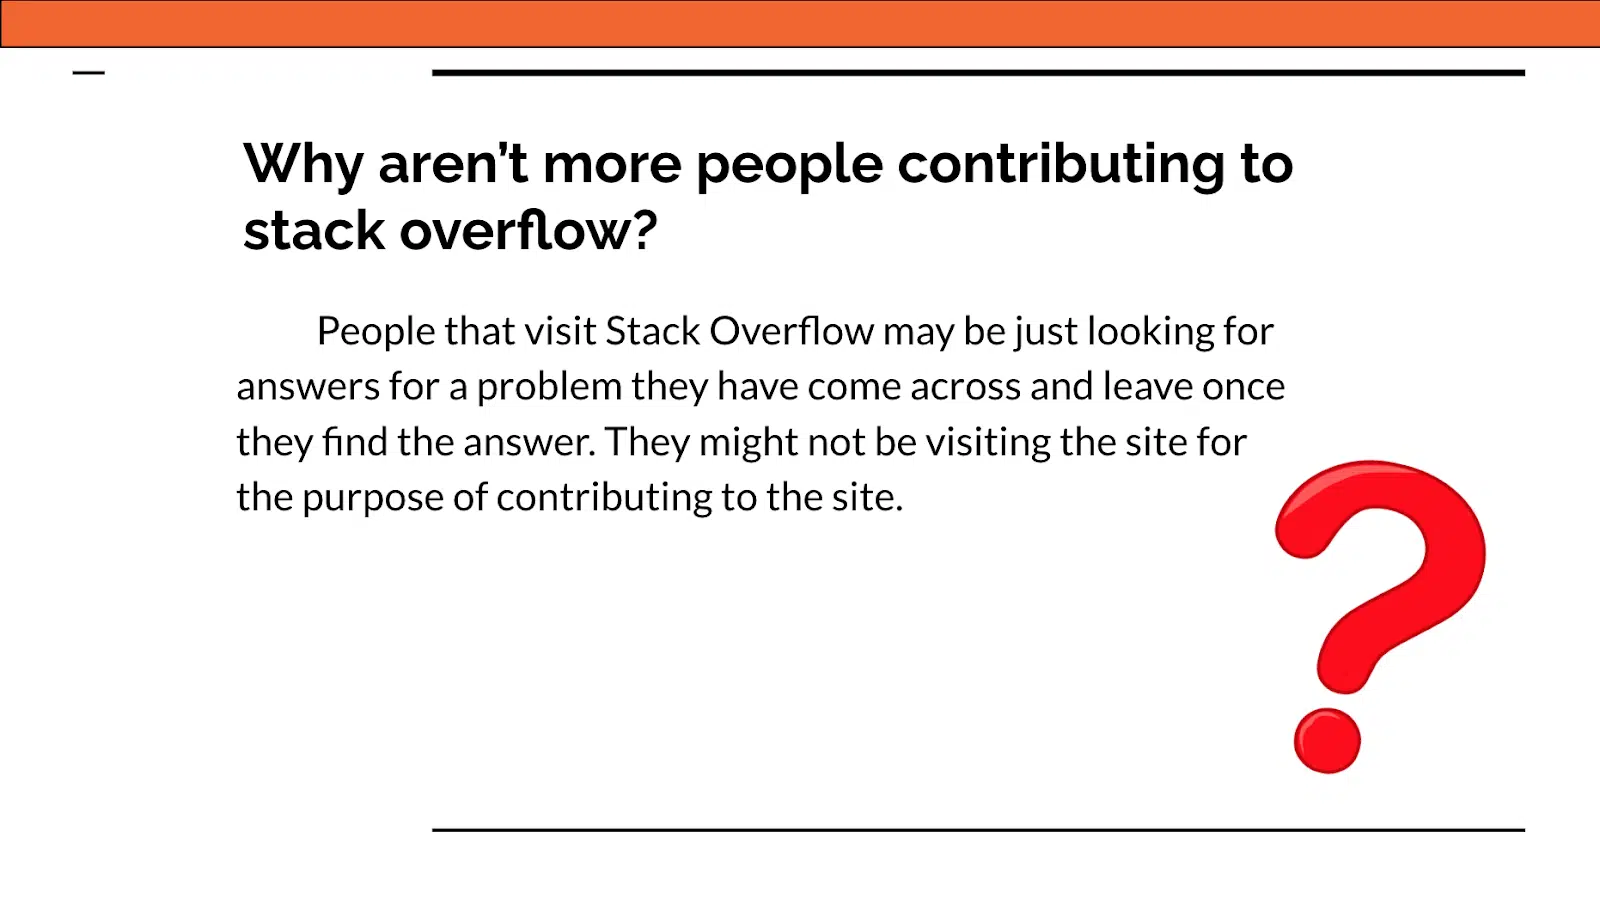 Why aren’t more people contributing to
stack overflow?
People that visit Stack Overflow may be just looking for
answers for a problem they have come across and leave once
they find the answer. They might not be visiting the site for
the purpose of contributing to the site.